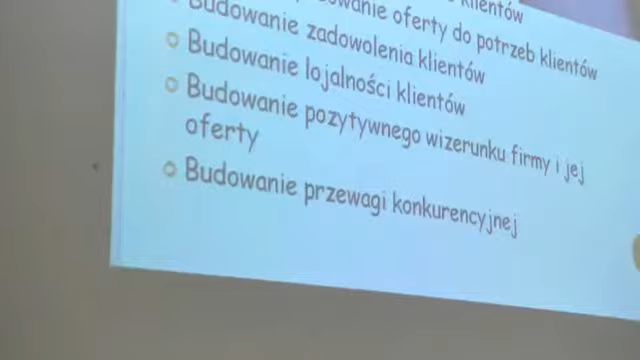 klientów
oferty do potrzeb klientów
Budowanie zadowolenia klientów
Budowanie lojalności klientów
Budowanie pozytywnego wizerunku firmy i jej
oferty
Budowanie przewagi konkurencyjnej